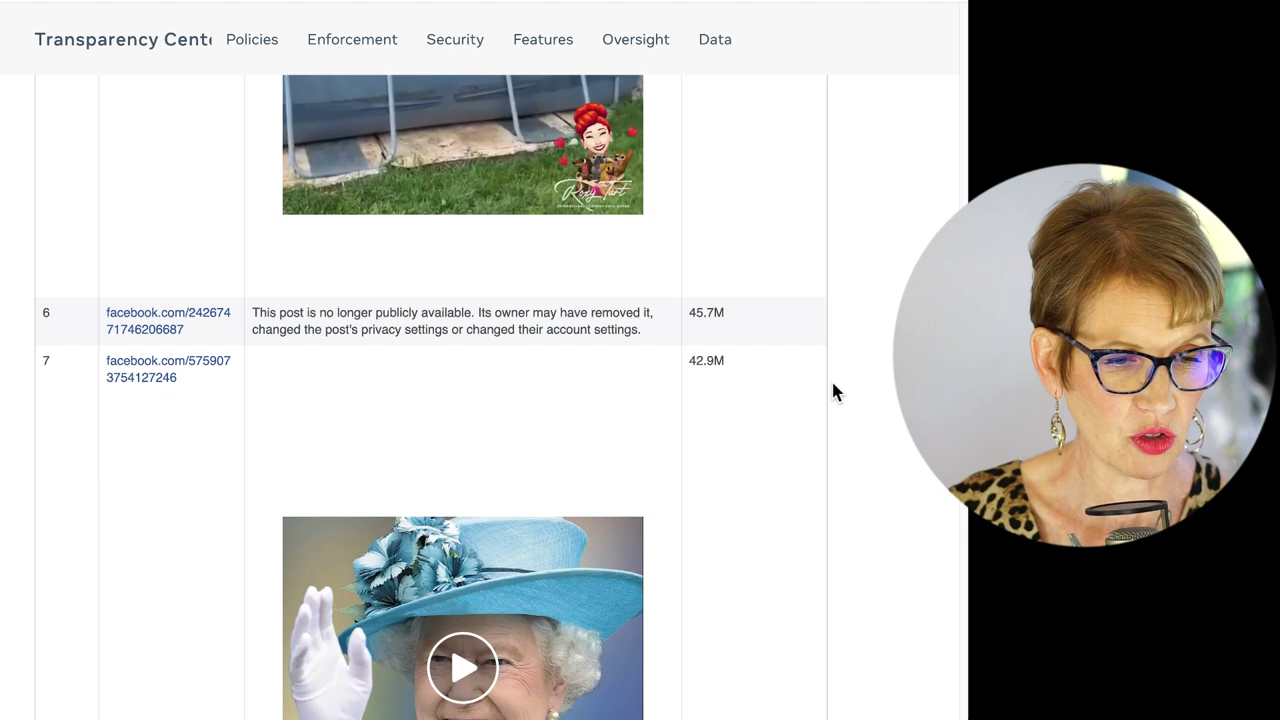 Transparency Cent
Policies
Enforcement
Security
Features
Oversight
Data
Roxy Tart
6
facebook.com/242674
71746206687
This post is no longer publicly available. Its owner may have removed it,
changed the post's privacy settings or changed their account settings.
45.7M
7
facebook.com/575907
3754127246
42.9M